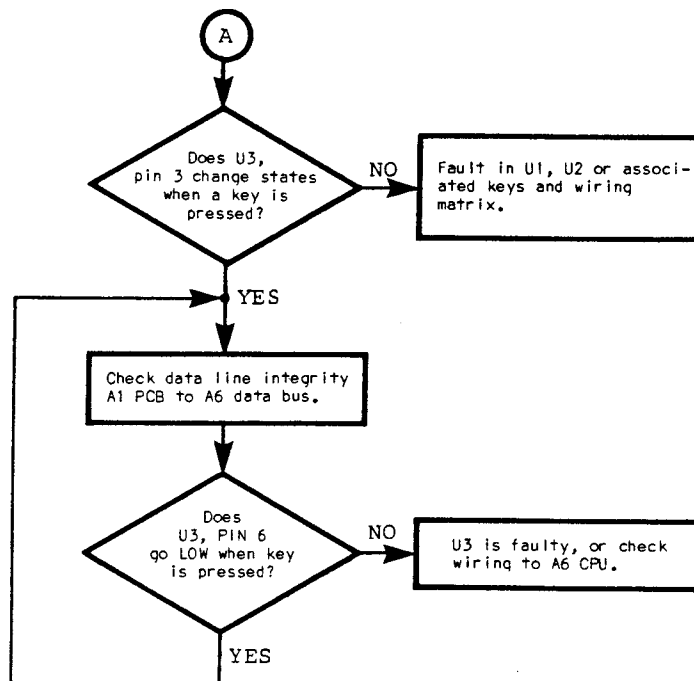 A
Does U3,
pin 3 change states
when a key is
pressed?
NO
Fault in U1, U2 or associ-
ated keys and wiring
matrix.
YES
Check data line integrity
A1 PCB to A6 data bus.
Does
U3, PIN 6
go LOW when key
is pressed?
NO
U3 is faulty, or check
wiring to A6 CPU.
YES